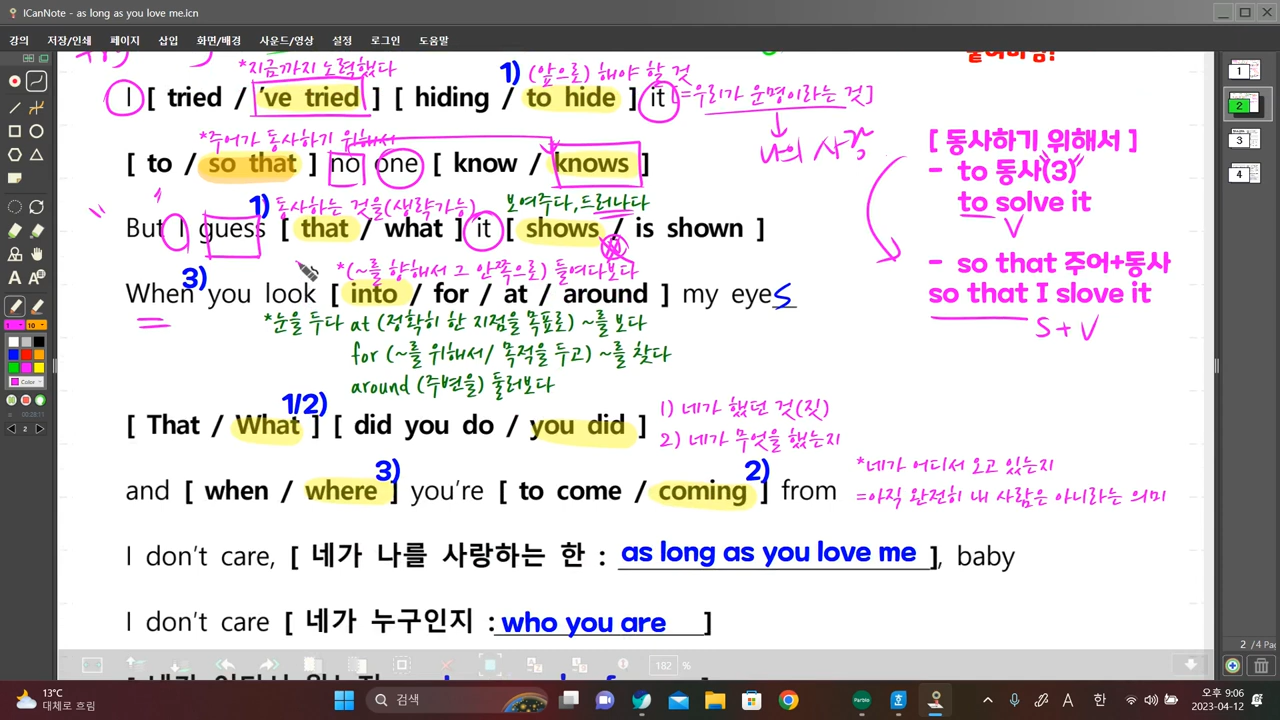 ICanNote - as long as you love me.icn
강의 저장/인쇄 페이지 삽입 화면/배경 사운드/영상 설정 로그인 도움말
*지금까지 노력했다
1) (앞으로) 해야 할 것
I [ tried / 've tried ] [ hiding / to hide ] it [=우리가 운명이라는 것]
나의 사각
*주어가 동사하기 위해서
[ to / so that ] no one [ know / knows ]
[ 동사하기 위해서 ]
- to 동사(3)
to solve it
V
- so that 주어+동사
so that I slove it
S + V
1) 동사하는 것을(생략가능) 보여주다,드러나다
But I guess [ that / what ] it [ shows / is shown ]
3) *(~를 향해서 그 안쪽으로) 들여다보다
When you look [ into / for / at / around ] my eyes
*눈을 두다 at (정확히 한 지점을 목표로) ~를 보다
for (~를 위해서/ 목적을 두고) ~를 찾다
around (주변을) 둘러보다
1/2)
[ That / What ] [ did you do / you did ]
1) 네가 했던 것(짓)
2) 네가 무엇을 했는지
3) 2)
and [ when / where ] you're [ to come / coming ] from
*네가 어디서 오고 있는지
=아직 완전히 내 사람은 아니라는 의미
I don't care, [ 네가 나를 사랑하는 한 : as long as you love me ], baby
I don't care [ 네가 누구인지 : who you are ]
1
2
3
4
Color
2
182 %
2 /4 Pa
13°C
대체로 흐림
검색
Parblo
A 한
오후 9:06
2023-04-12